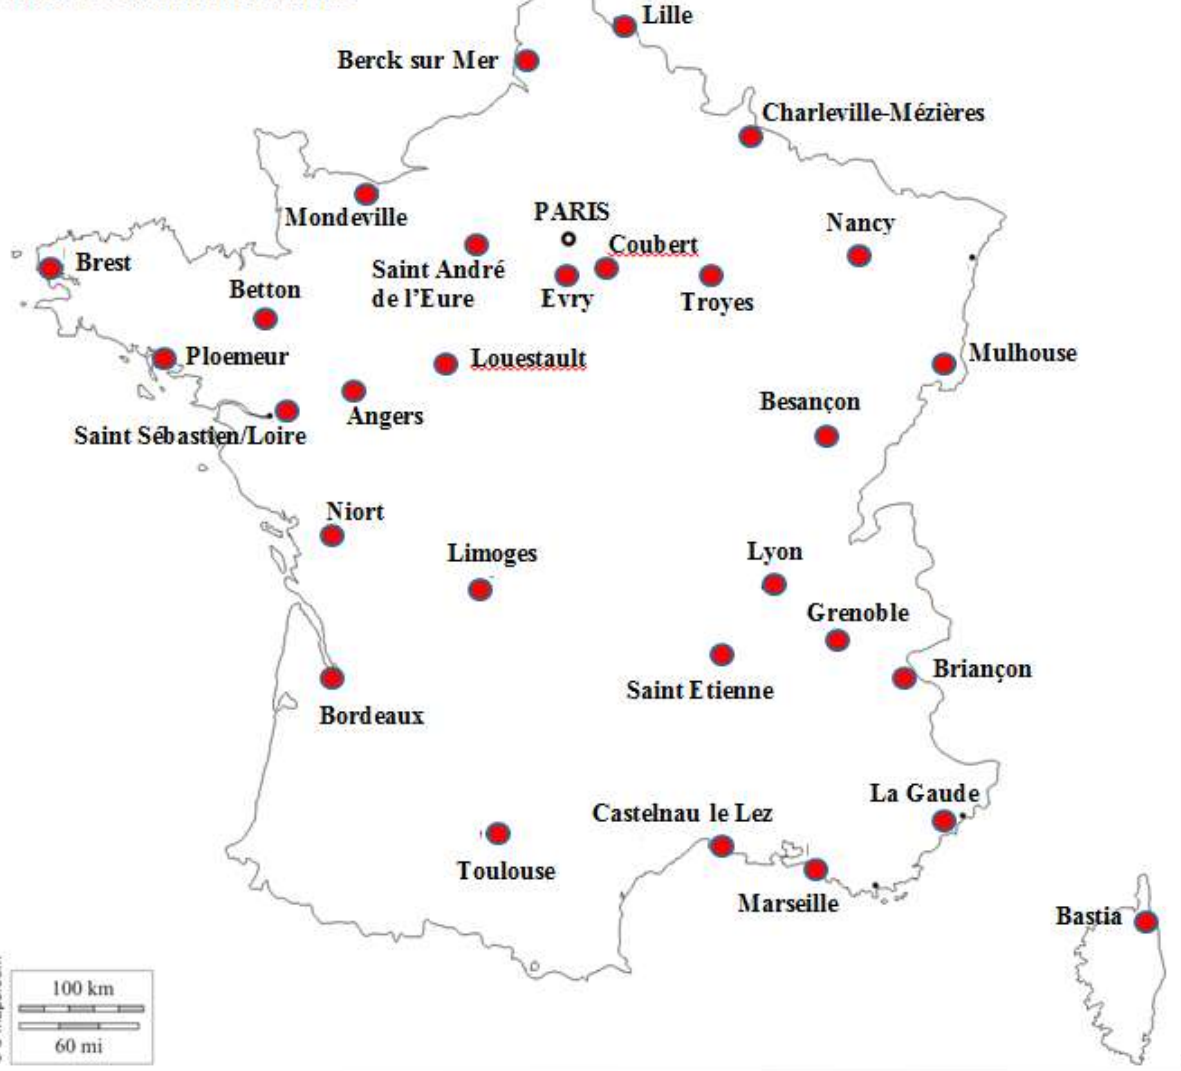 Lille
Berck sur Mer
Charleville-Mézières
PARIS
Mondeville
Nancy
Coubert
Brest
Saint André
de l'Eure
Betton
Evry
Troyes
Ploemeur
Louestault
Mulhouse
Besançon
Angers
Saint Sébastien/Loire
Niort
Limoges
Lyon
Grenoble
Briançon
Saint Etienne
Bordeaux
La Gaude
Castelnau le Lez
Toulouse
Marseille
Bastia
100 km
60 mi